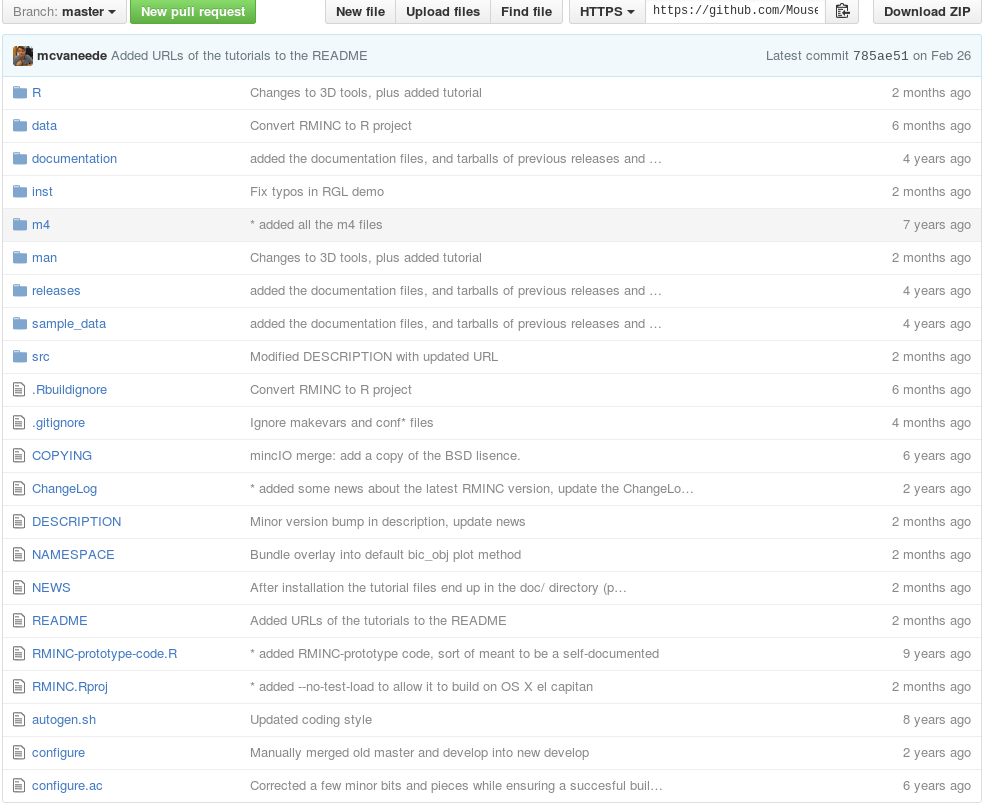 Branch: master New pull request New file Upload files Find file HTTPS https://github.com/Mouse Download ZIP
mcvaneede Added URLs of the tutorials to the README Latest commit 785ae51 on Feb 26
R Changes to 3D tools, plus added tutorial 2 months ago
data Convert RMINC to R project 6 months ago
documentation added the documentation files, and tarballs of previous releases and … 4 years ago
inst Fix typos in RGL demo 2 months ago
m4 * added all the m4 files 7 years ago
man Changes to 3D tools, plus added tutorial 2 months ago
releases added the documentation files, and tarballs of previous releases and … 4 years ago
sample_data added the documentation files, and tarballs of previous releases and … 4 years ago
src Modified DESCRIPTION with updated URL 2 months ago
.Rbuildignore Convert RMINC to R project 6 months ago
.gitignore Ignore makevars and conf* files 4 months ago
COPYING mincIO merge: add a copy of the BSD lisence. 6 years ago
ChangeLog * added some news about the latest RMINC version, update the ChangeLo… 2 years ago
DESCRIPTION Minor version bump in description, update news 2 months ago
NAMESPACE Bundle overlay into default bic_obj plot method 2 months ago
NEWS After installation the tutorial files end up in the doc/ directory (p… 2 months ago
README Added URLs of the tutorials to the README 2 months ago
RMINC-prototype-code.R * added RMINC-prototype code, sort of meant to be a self-documented 9 years ago
RMINC.Rproj * added --no-test-load to allow it to build on OS X el capitan 2 months ago
autogen.sh Updated coding style 8 years ago
configure Manually merged old master and develop into new develop 2 years ago
configure.ac Corrected a few minor bits and pieces while ensuring a succesful buil… 6 years ago